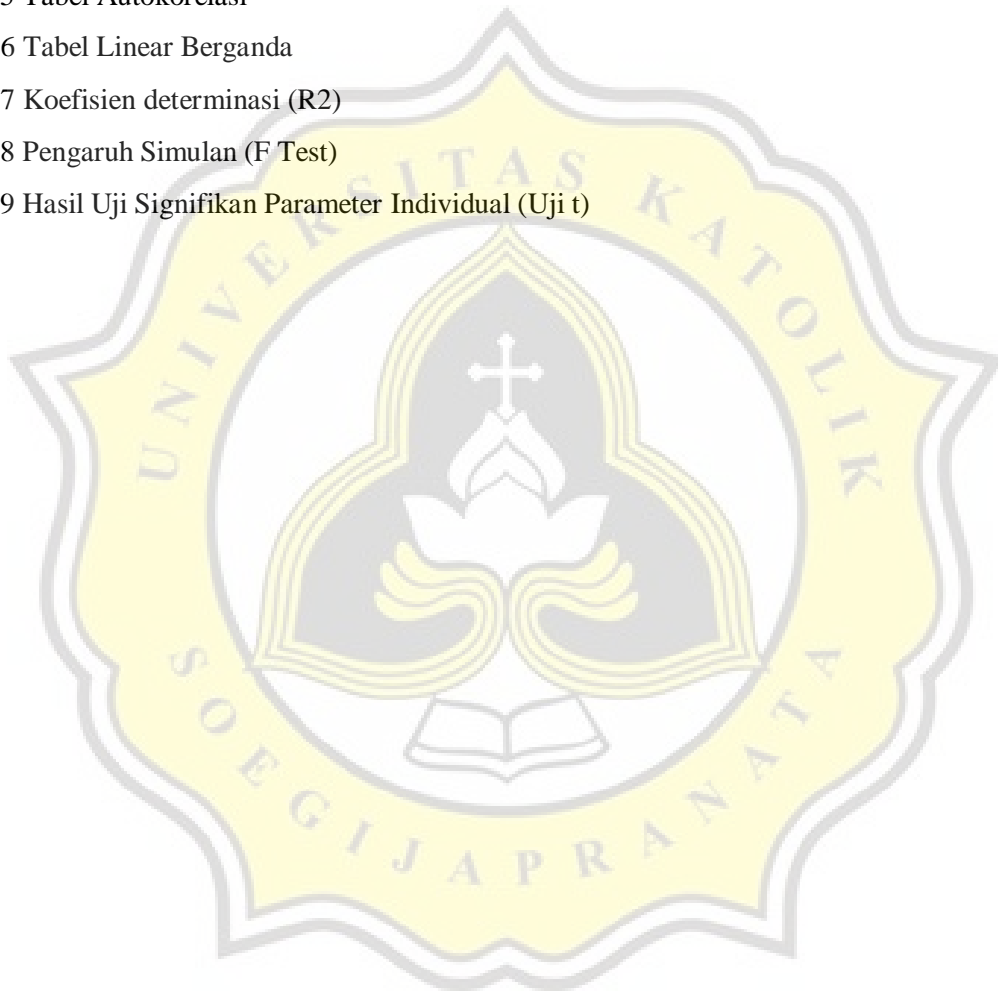 5 Tabel Autokorelasi
6 Tabel Linear Berganda
7 Koefisien determinasi (R2)
8 Pengaruh Simulan (F Test)
9 Hasil Uji Signifikan Parameter Individual (Uji t)
UNIVERSITAS KATOLIK
SOEGIJAPRANATA